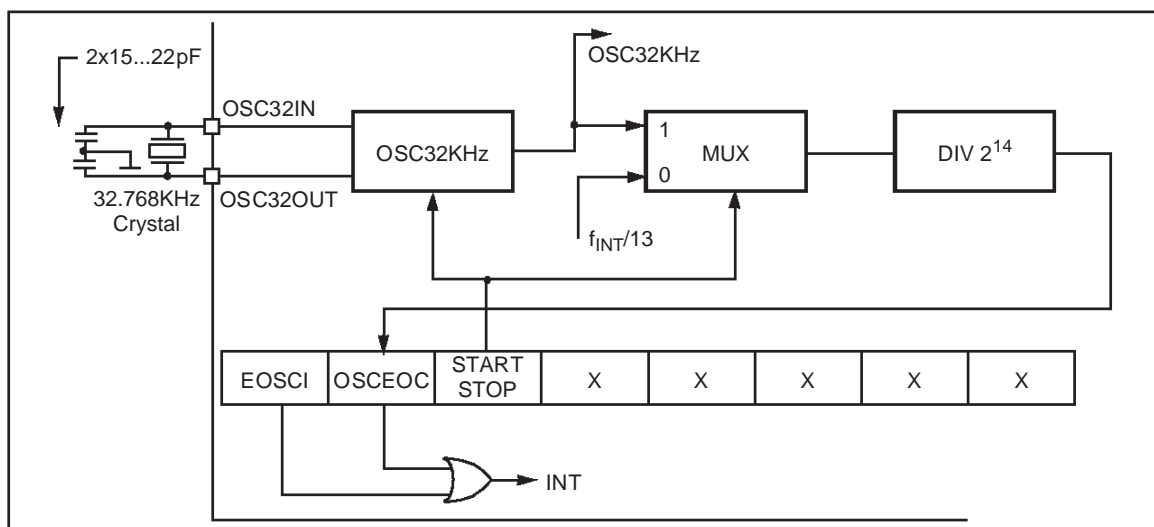 2x15...22pF
OSC32KHz
OSC32IN
OSC32KHz
1
MUX
DIV 2^14
0
32.768KHz
Crystal
OSC32OUT
f_INT/13
EOSCI
OSCEOC
START
STOP
X
X
X
X
X
INT